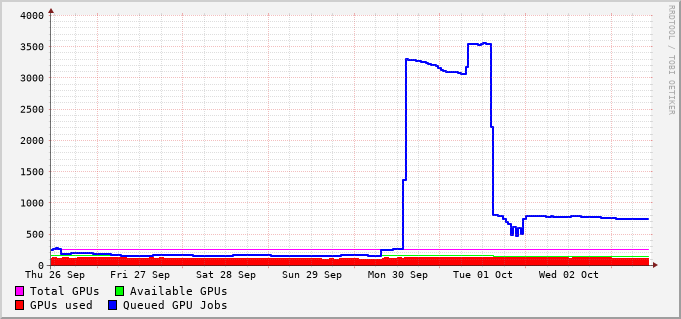 4000
3500
3000
2500
2000
1500
1000
500
0
Thu 26 Sep Fri 27 Sep Sat 28 Sep Sun 29 Sep Mon 30 Sep Tue 01 Oct Wed 02 Oct
Total GPUs Available GPUs
GPUs used Queued GPU Jobs
RRDTOOL / TOBI OETIKER